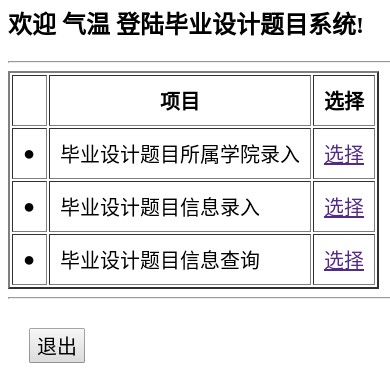 欢迎 气温 登陆毕业设计题目系统!
项目 选择
• 毕业设计题目所属学院录入 选择
• 毕业设计题目信息录入 选择
• 毕业设计题目信息查询 选择
退出